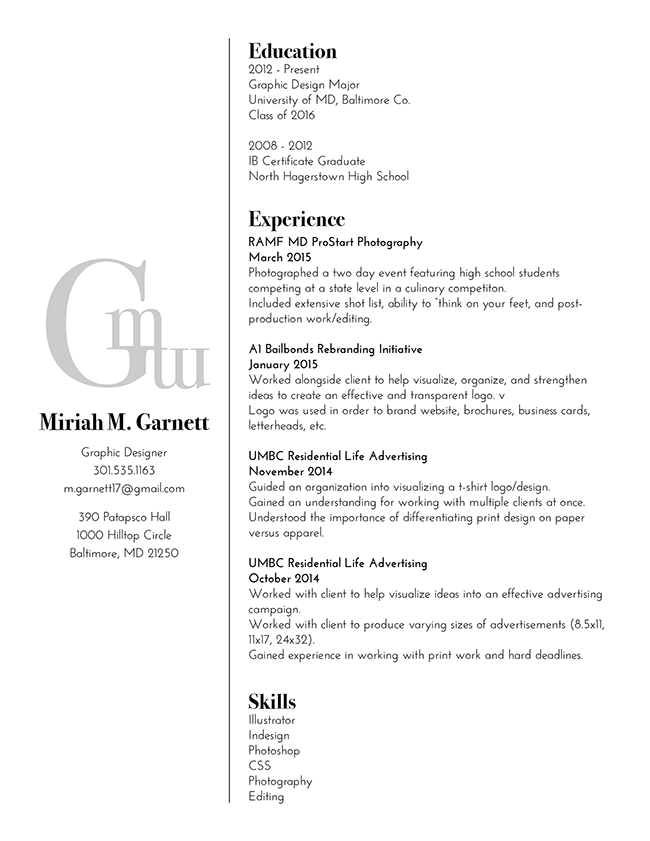 Gmm
Miriah M. Garnett
Graphic Designer
301.535.1163
m.garnett17@gmail.com
390 Patapsco Hall
1000 Hilltop Circle
Baltimore, MD 21250
Education
2012 - Present
Graphic Design Major
University of MD, Baltimore Co.
Class of 2016
2008 - 2012
IB Certificate Graduate
North Hagerstown High School
Experience
RAMF MD ProStart Photography
March 2015
Photographed a two day event featuring high school students
competing at a state level in a culinary competiton.
Included extensive shot list, ability to "think on your feet, and post-
production work/editing.
A1 Bailbonds Rebranding Initiative
January 2015
Worked alongside client to help visualize, organize, and strengthen
ideas to create an effective and transparent logo. v
Logo was used in order to brand website, brochures, business cards,
letterheads, etc.
UMBC Residential Life Advertising
November 2014
Guided an organization into visualizing a t-shirt logo/design.
Gained an understanding for working with multiple clients at once.
Understood the importance of differentiating print design on paper
versus apparel.
UMBC Residential Life Advertising
October 2014
Worked with client to help visualize ideas into an effective advertising
campaign.
Worked with client to produce varying sizes of advertisements (8.5x11,
11x17, 24x32).
Gained experience in working with print work and hard deadlines.
Skills
Illustrator
Indesign
Photoshop
CSS
Photography
Editing